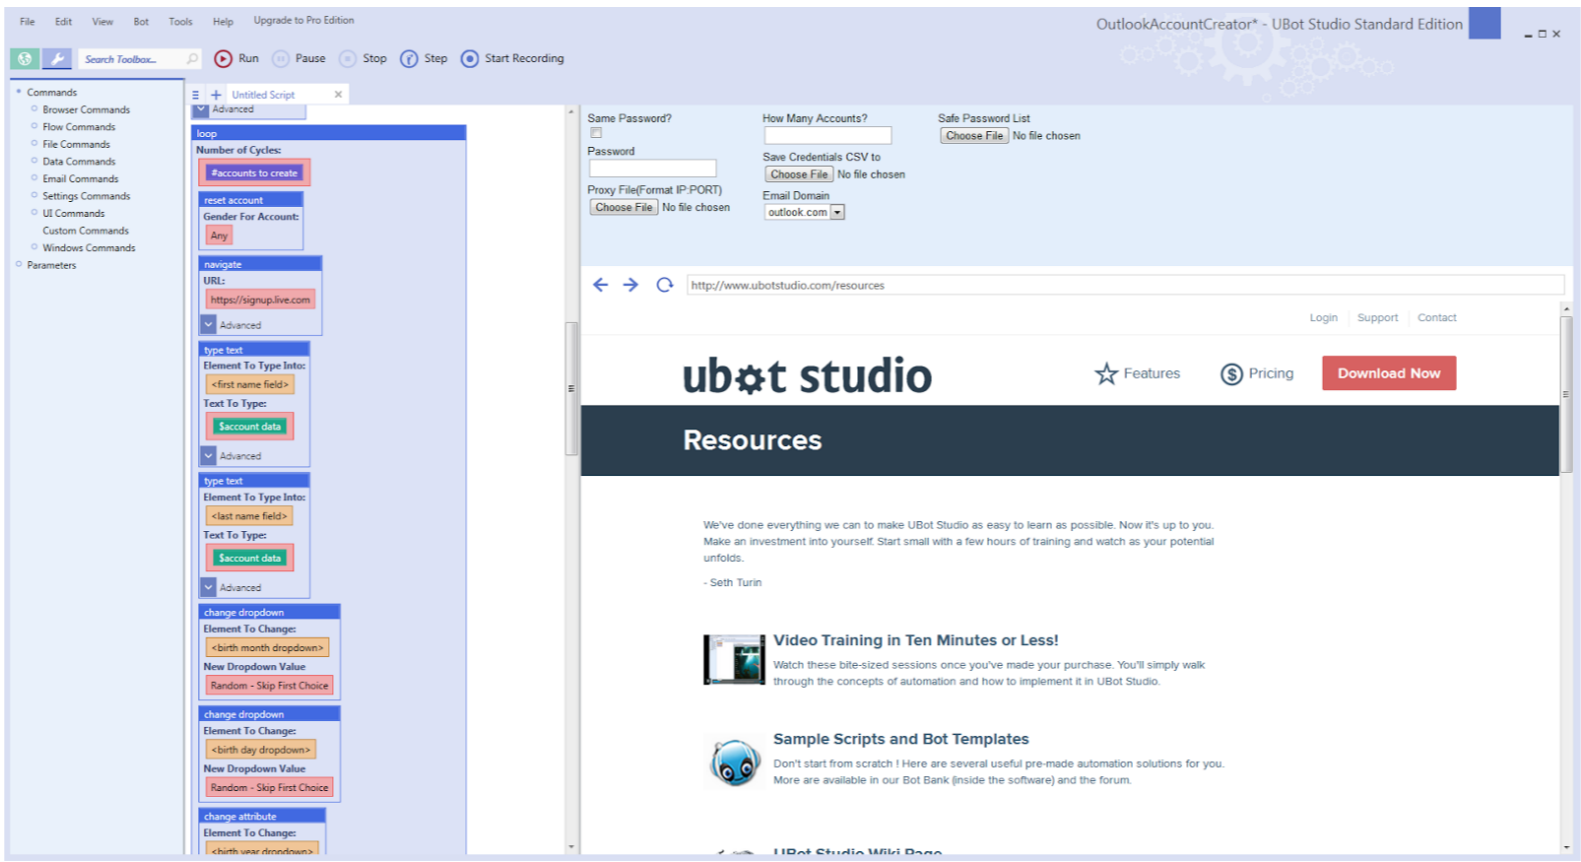 File Edit View Bot Tools Help Upgrade to Pro Edition
OutlookAccountCreator* - UBot Studio Standard Edition
Search Toolbox... Run Pause Stop Step Start Recording
Commands
Browser Commands
Flow Commands
File Commands
Data Commands
Email Commands
Settings Commands
UI Commands
Custom Commands
Windows Commands
Parameters
Untitled Script
Advanced
loop
Number of Cycles:
#accounts to create
reset account
Gender For Account:
Any
navigate
URL:
https://signup.live.com
Advanced
type text
Element To Type Into:
<first name field>
Text To Type:
$account data
Advanced
type text
Element To Type Into:
<last name field>
Text To Type:
$account data
Advanced
change dropdown
Element To Change:
<birth month dropdown>
New Dropdown Value
Random - Skip First Choice
change dropdown
Element To Change:
<birth day dropdown>
New Dropdown Value
Random - Skip First Choice
change attribute
Element To Change:
<birth year dropdown>
Same Password?
Password
Proxy File(Format IP:PORT)
Choose File No file chosen
How Many Accounts?
Save Credentials CSV to
Choose File No file chosen
Email Domain
outlook.com
Safe Password List
Choose File No file chosen
http://www.ubotstudio.com/resources
Login Support Contact
ubot studio
Features Pricing Download Now
Resources
We've done everything we can to make UBot Studio as easy to learn as possible. Now it's up to you.
Make an investment into yourself. Start small with a few hours of training and watch as your potential
unfolds.
- Seth Turin
Video Training in Ten Minutes or Less!
Watch these bite-sized sessions once you've made your purchase. You'll simply walk
through the concepts of automation and how to implement it in UBot Studio.
Sample Scripts and Bot Templates
Don't start from scratch ! Here are several useful pre-made automation solutions for you.
More are available in our Bot Bank (inside the software) and the forum.
UBot Studio Wiki Page